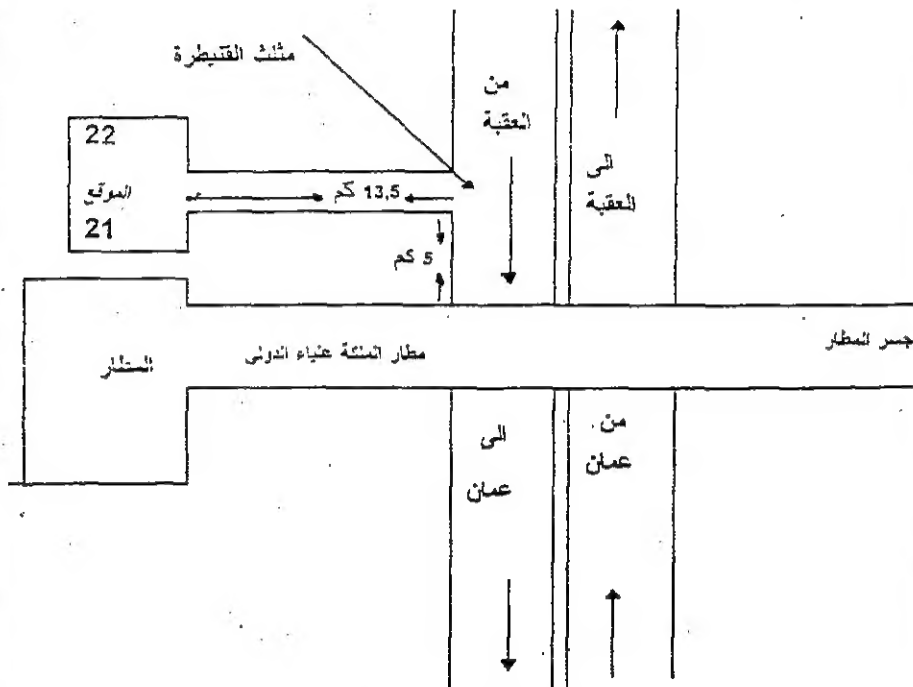 مثلث القنيطرة
من
العقبة
الى
العقبة
22
الموقع
21
13,5 كم
5 كم
جسر المطار
مطار الملكة علياء الدولي
المطار
الى
عمان
من
عمان